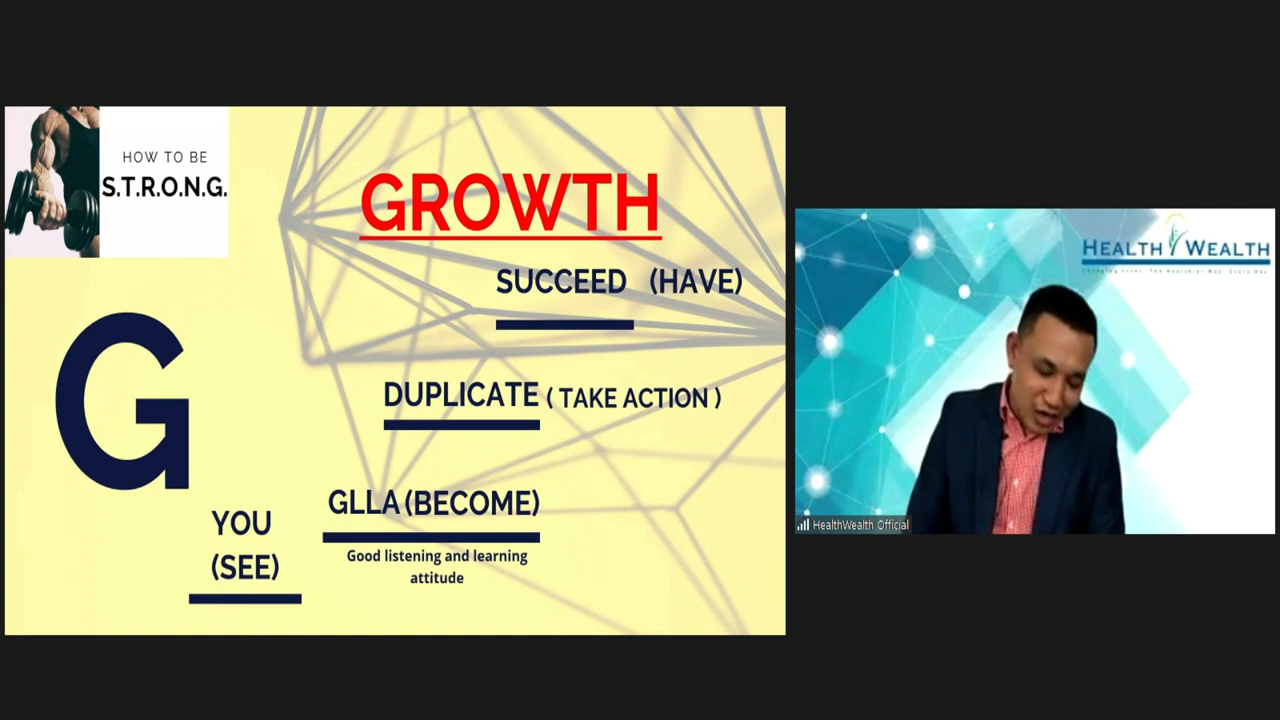 HOW TO BE
S.T.R.O.N.G.
GROWTH
SUCCEED (HAVE)
DUPLICATE ( TAKE ACTION )
GLLA (BECOME)
Good listening and learning
attitude
G
YOU
(SEE)
HEALTH WEALTH
HealthWealth Official